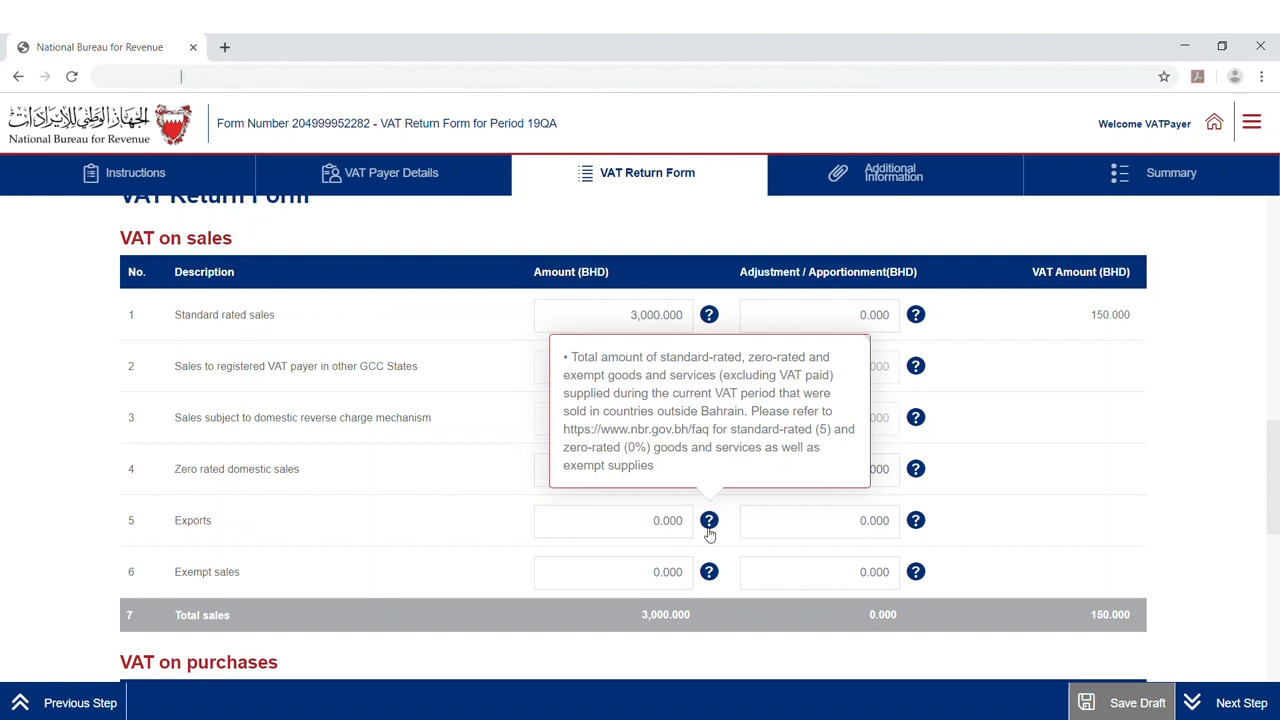 National Bureau for Revenue
الجهاز الوطني للإيرادات
National Bureau for Revenue
Form Number 204999952282 - VAT Return Form for Period 19QA
Welcome VATPayer
Instructions
VAT Payer Details
VAT Return Form
Additional
Information
Summary
VAT Return Form
VAT on sales
No. Description Amount (BHD) Adjustment / Apportionment(BHD) VAT Amount (BHD)
1 Standard rated sales 3,000.000 ? 0.000 ? 150.000
2 Sales to registered VAT payer in other GCC States 000 ?
3 Sales subject to domestic reverse charge mechanism 000 ?
4 Zero rated domestic sales 000 ?
• Total amount of standard-rated, zero-rated and
exempt goods and services (excluding VAT paid)
supplied during the current VAT period that were
sold in countries outside Bahrain. Please refer to
https://www.nbr.gov.bh/faq for standard-rated (5) and
zero-rated (0%) goods and services as well as
exempt supplies
5 Exports 0.000 ? 0.000 ?
6 Exempt sales 0.000 ? 0.000 ?
7 Total sales 3,000.000 0.000 150.000
VAT on purchases
Previous Step
Save Draft
Next Step